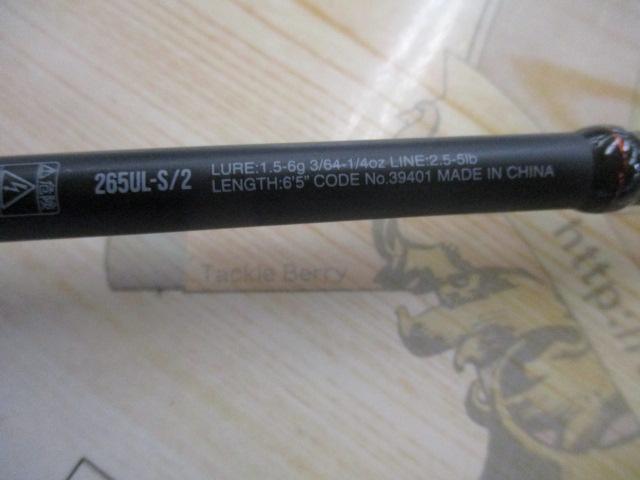 265UL-S/2
LURE:1.5-6g 3/64-1/4oz LINE:2.5-5lb
LENGTH:6'5" CODE No.39401 MADE IN CHINA
Tackle Berry
http:/